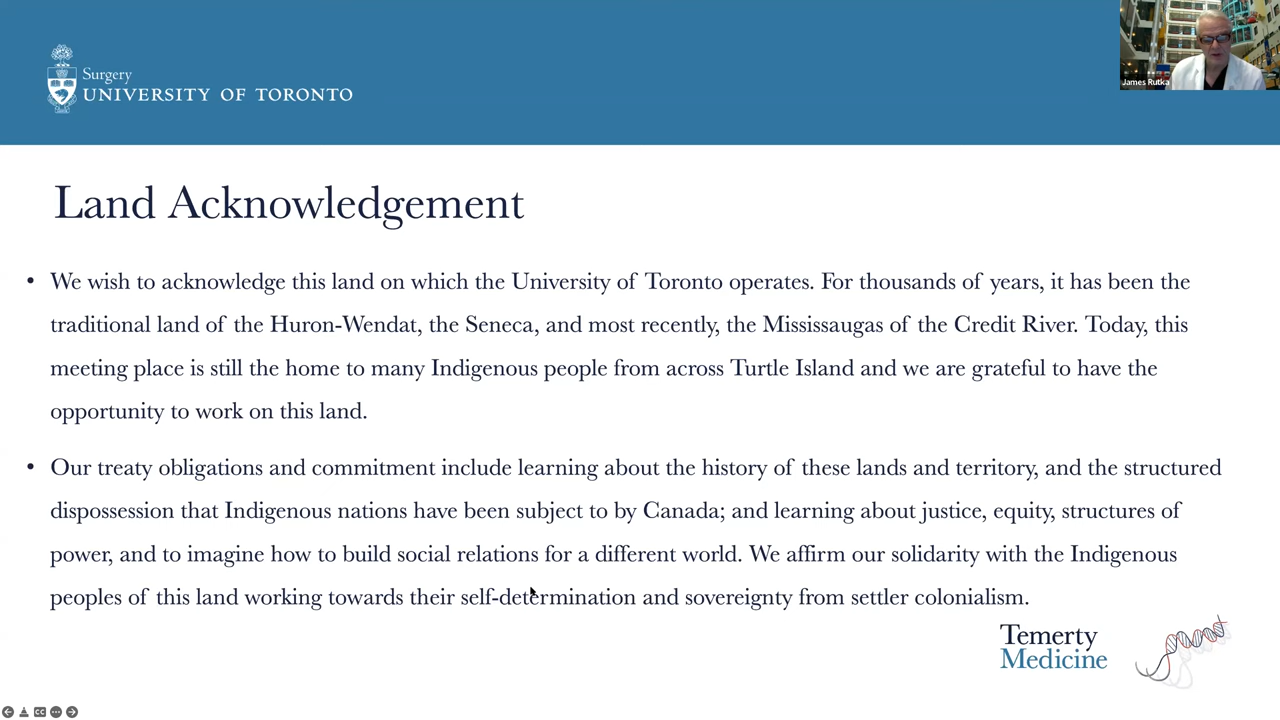 Surgery
UNIVERSITY OF TORONTO
James Rutka
Land Acknowledgement
• We wish to acknowledge this land on which the University of Toronto operates. For thousands of years, it has been the
traditional land of the Huron-Wendat, the Seneca, and most recently, the Mississaugas of the Credit River. Today, this
meeting place is still the home to many Indigenous people from across Turtle Island and we are grateful to have the
opportunity to work on this land.
• Our treaty obligations and commitment include learning about the history of these lands and territory, and the structured
dispossession that Indigenous nations have been subject to by Canada; and learning about justice, equity, structures of
power, and to imagine how to build social relations for a different world. We affirm our solidarity with the Indigenous
peoples of this land working towards their self-determination and sovereignty from settler colonialism.
Temerty
Medicine